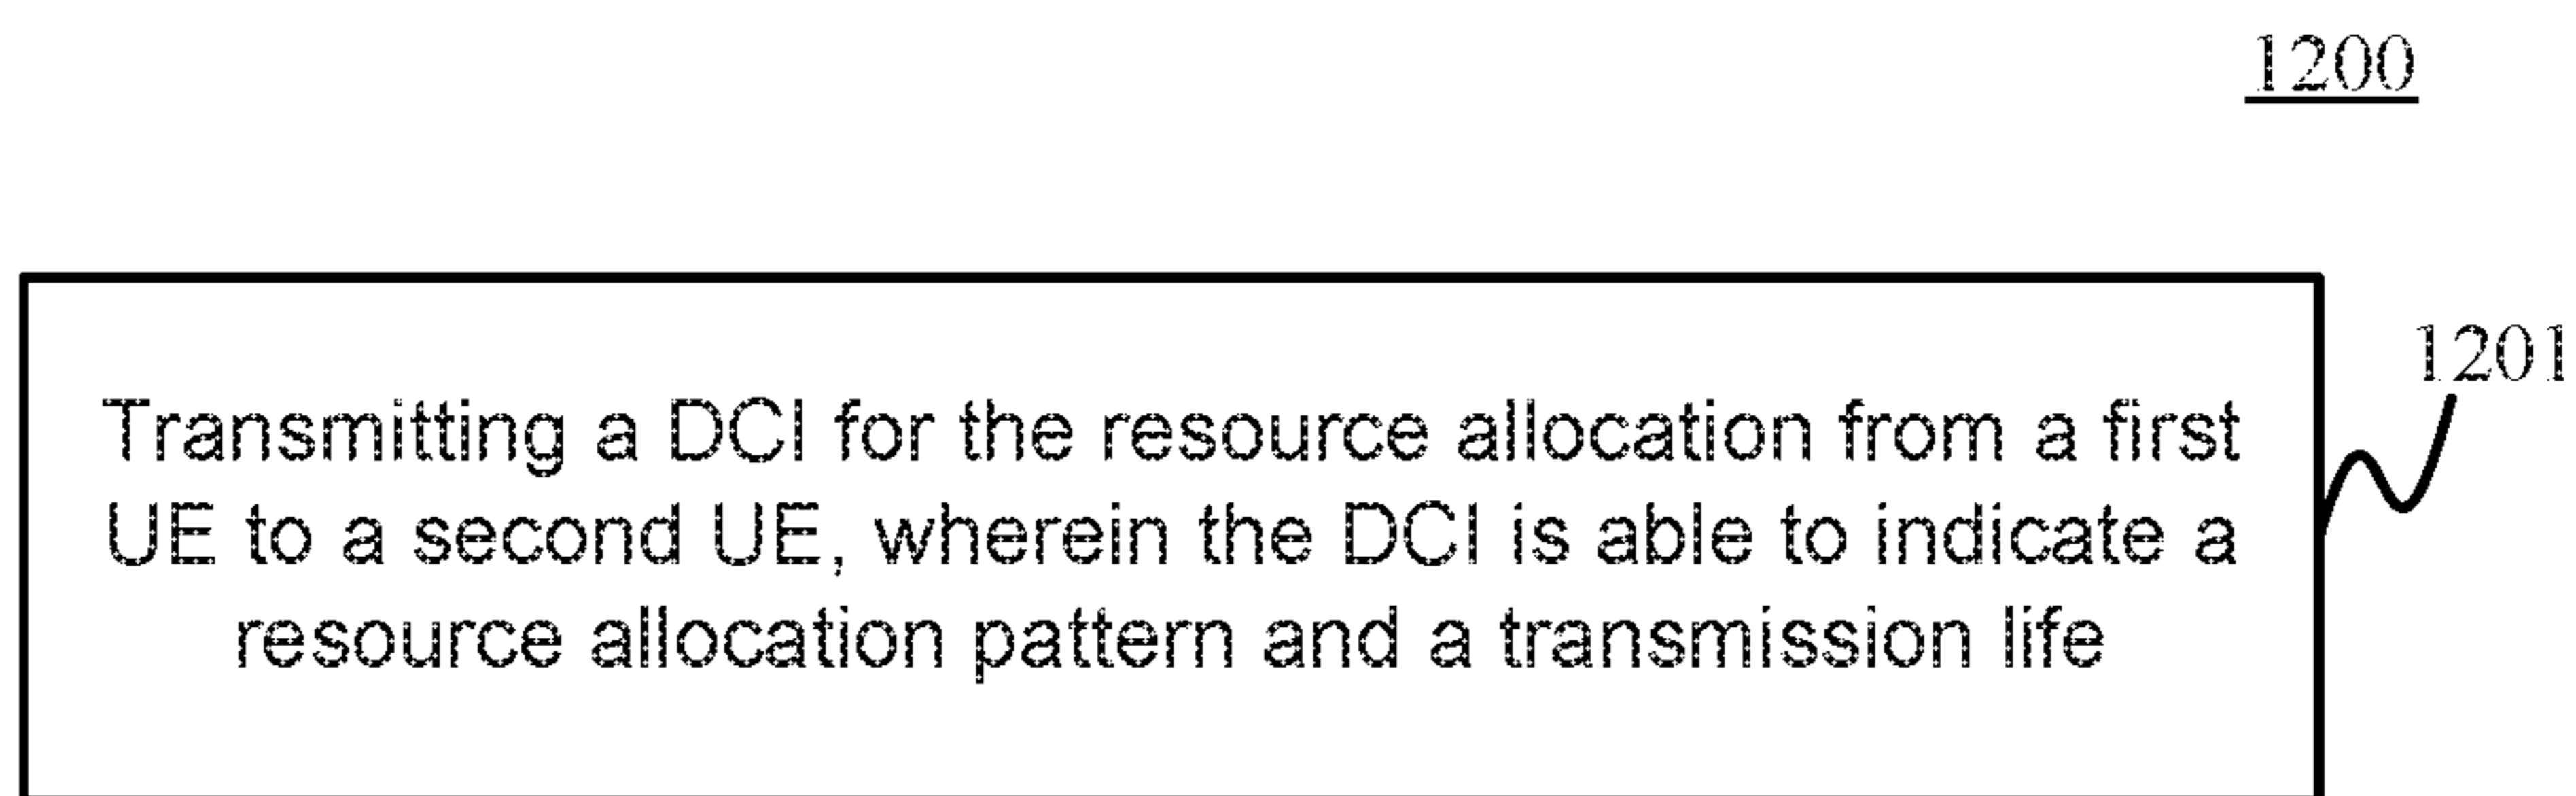 1200
1201
Transmitting a DCI for the resource allocation from a first
UE to a second UE, wherein the DCI is able to indicate a
resource allocation pattern and a transmission life